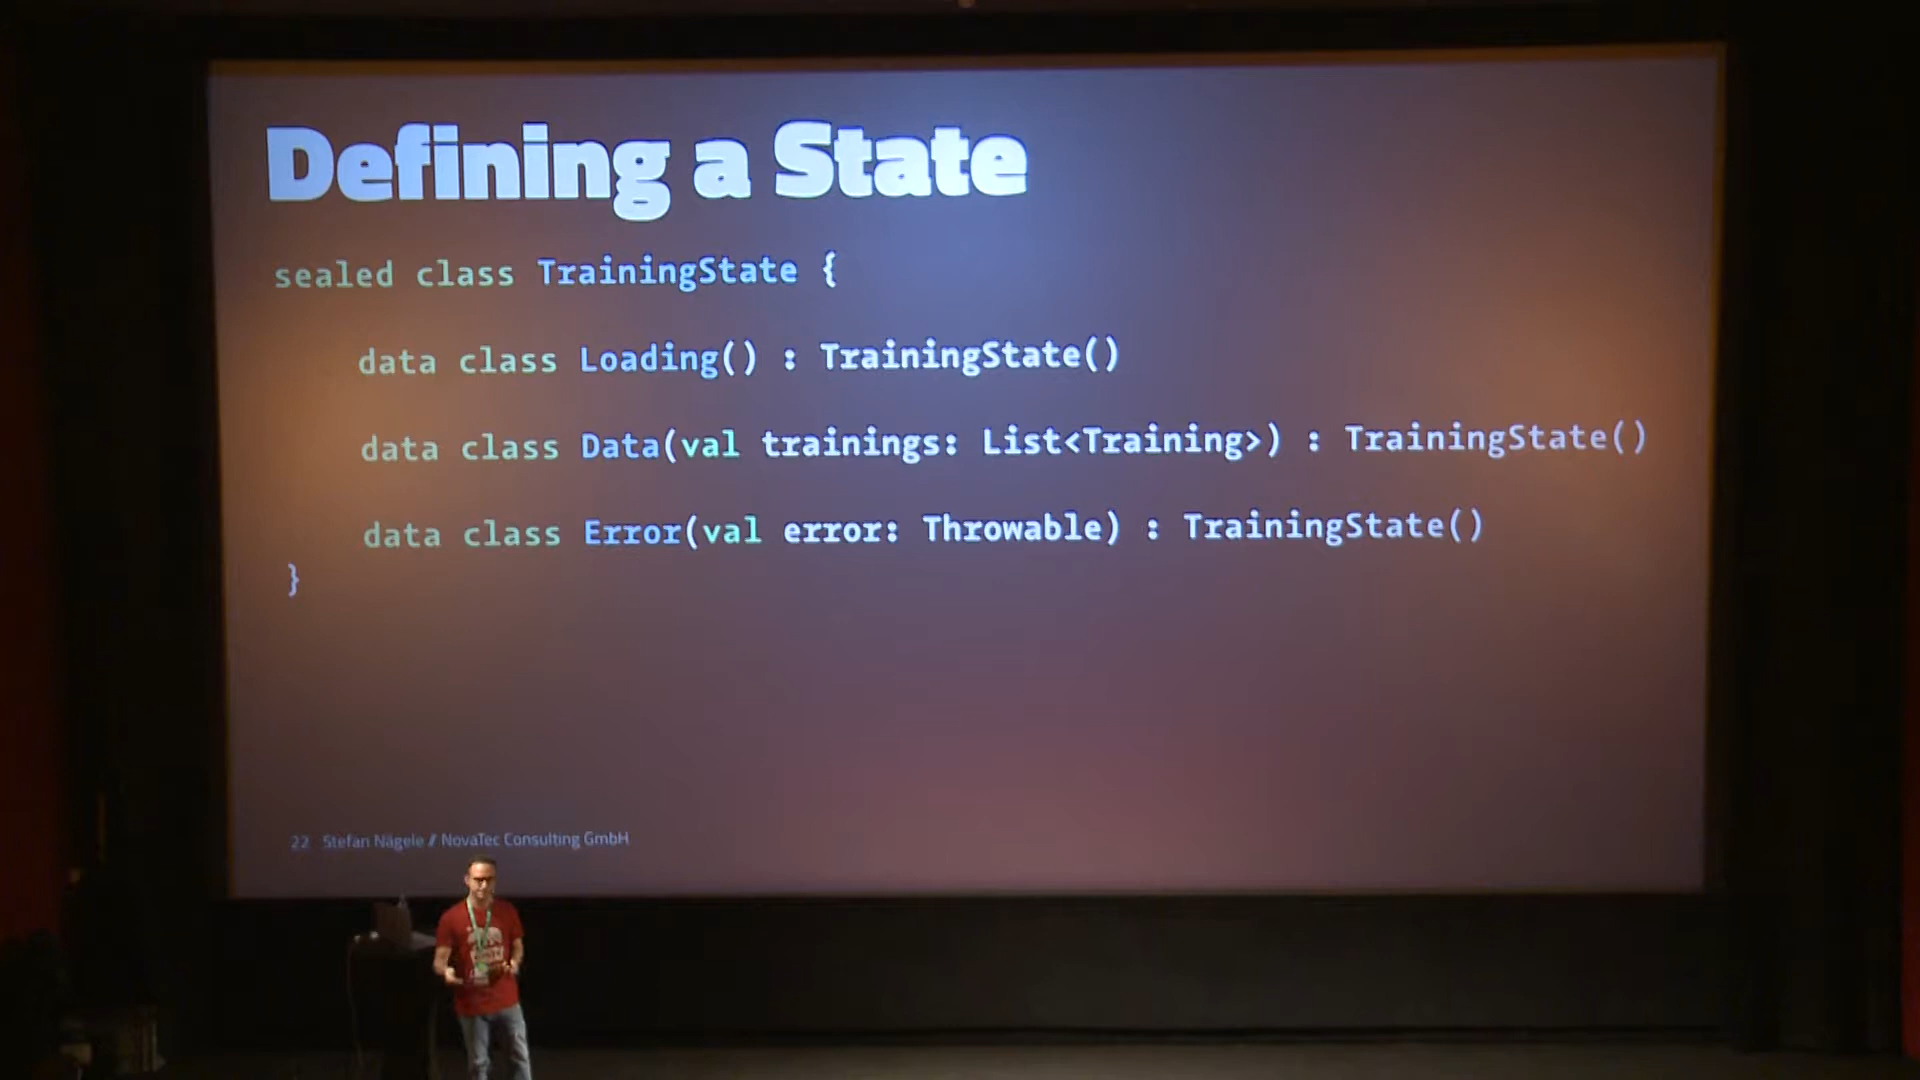 Defining a State
sealed class TrainingState {
data class Loading() : TrainingState()
data class Data(val trainings: List<Training>) : TrainingState()
data class Error(val error: Throwable) : TrainingState()
}
22 Stefan Nägele // NovaTec Consulting GmbH